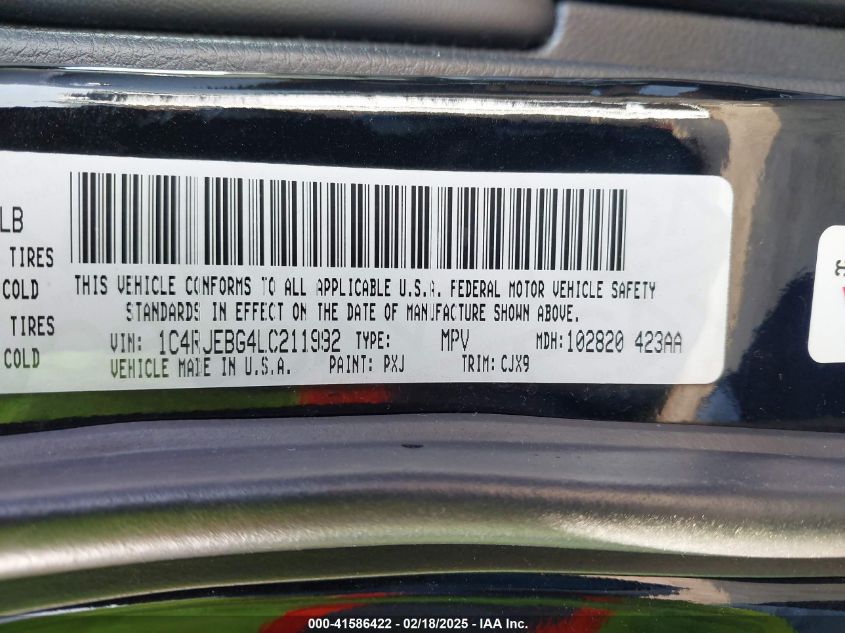 LB
TIRES
COLD
TIRES
COLD
THIS VEHICLE CONFORMS TO ALL APPLICABLE U.S.A. FEDERAL MOTOR VEHICLE SAFETY
STANDARDS IN EFFECT ON THE DATE OF MANUFACTURE SHOWN ABOVE.
VIN: 1C4RJEBG4LC211992 TYPE: MPV MDH: 102820 423AA
VEHICLE MADE IN U.S.A. PAINT: PXJ TRIM: CJX9
000-41586422 - 02/18/2025 - IAA Inc.